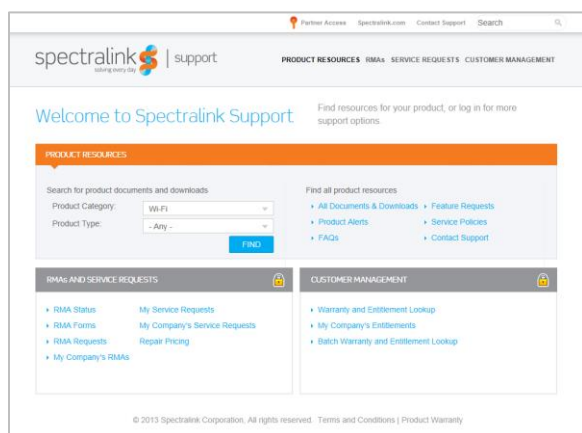 Partner Access Spectralink.com Contact Support Search
spectralink | support
solving every day
PRODUCT RESOURCES RMAs SERVICE REQUESTS CUSTOMER MANAGEMENT
Welcome to Spectralink Support
Find resources for your product, or log in for more
support options
PRODUCT RESOURCES
Search for product documents and downloads
Product Category: Wi-Fi
Product Type: - Any -
FIND
Find all product resources
All Documents & Downloads Feature Requests
Product Alerts Service Policies
FAQs Contact Support
RMAs AND SERVICE REQUESTS
RMA Status My Service Requests
RMA Forms My Company's Service Requests
RMA Requests Repair Pricing
My Company's RMAs
CUSTOMER MANAGEMENT
Warranty and Entitlement Lookup
My Company's Entitlements
Batch Warranty and Entitlement Lookup
© 2013 Spectralink Corporation, All rights reserved. Terms and Conditions | Product Warranty